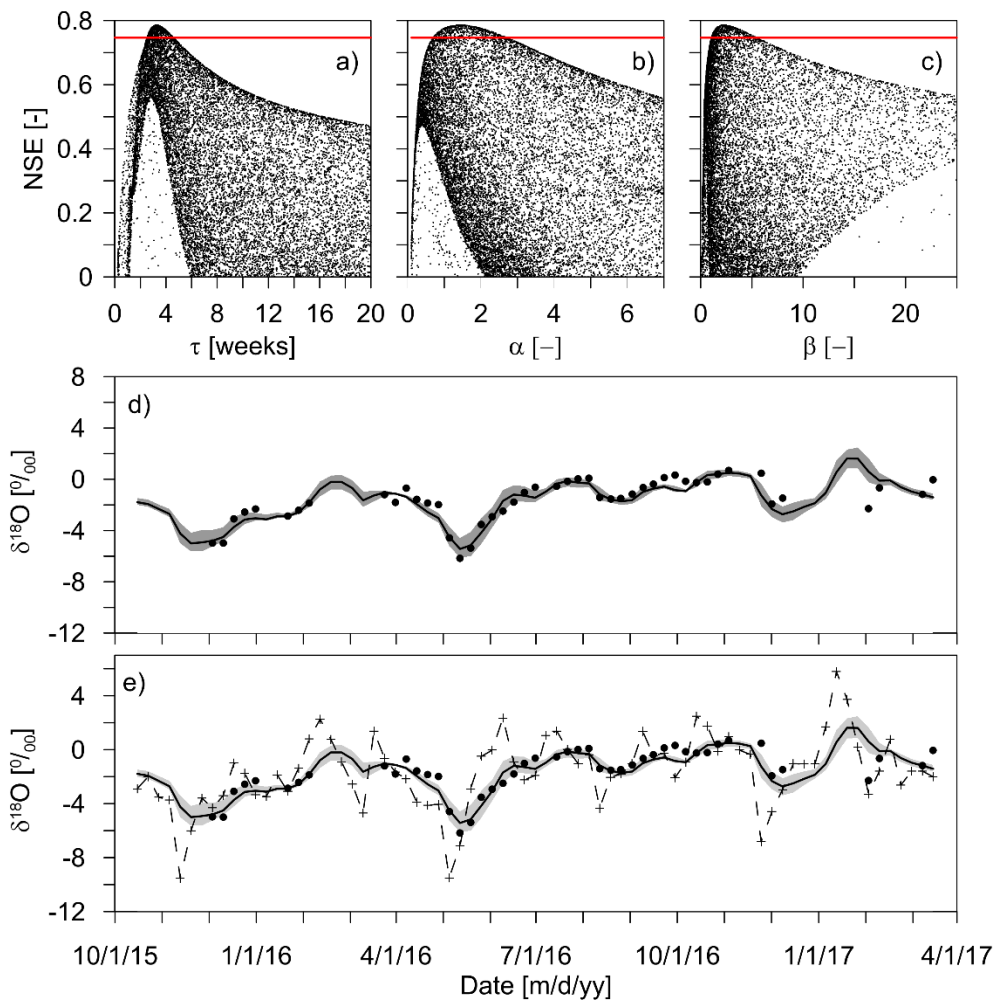 0.8
0.6
0.4
0.2
0
NSE [-]
a)
b)
c)
0 4 8 12 16 20
0 2 4 6
0 10 20
τ [weeks]
α [–]
β [–]
d)
8
4
0
-4
-8
-12
δ¹⁸O [⁰/₀₀]
e)
4
0
-4
-8
-12
δ¹⁸O [⁰/₀₀]
10/1/15 1/1/16 4/1/16 7/1/16 10/1/16 1/1/17 4/1/17
Date [m/d/yy]